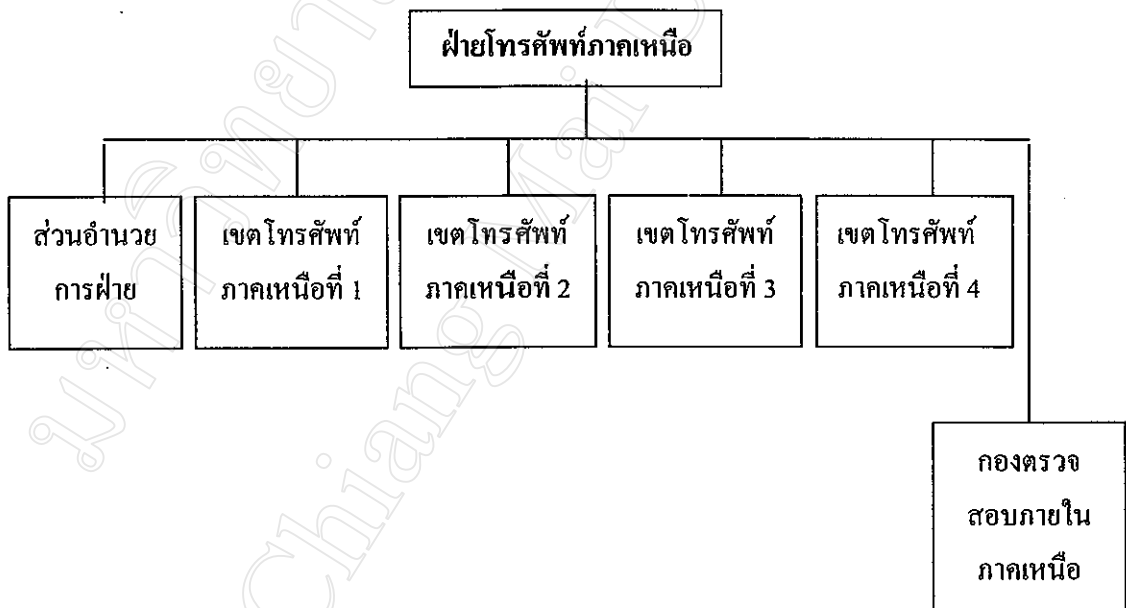 ฝ่ายโทรศัพท์ภาคเหนือ
ส่วนอำนวย
การฝ่าย
เขตโทรศัพท์
ภาคเหนือที่ 1
เขตโทรศัพท์
ภาคเหนือที่ 2
เขตโทรศัพท์
ภาคเหนือที่ 3
เขตโทรศัพท์
ภาคเหนือที่ 4
กองตรวจ
สอบภายใน
ภาคเหนือ
Chiang Mai